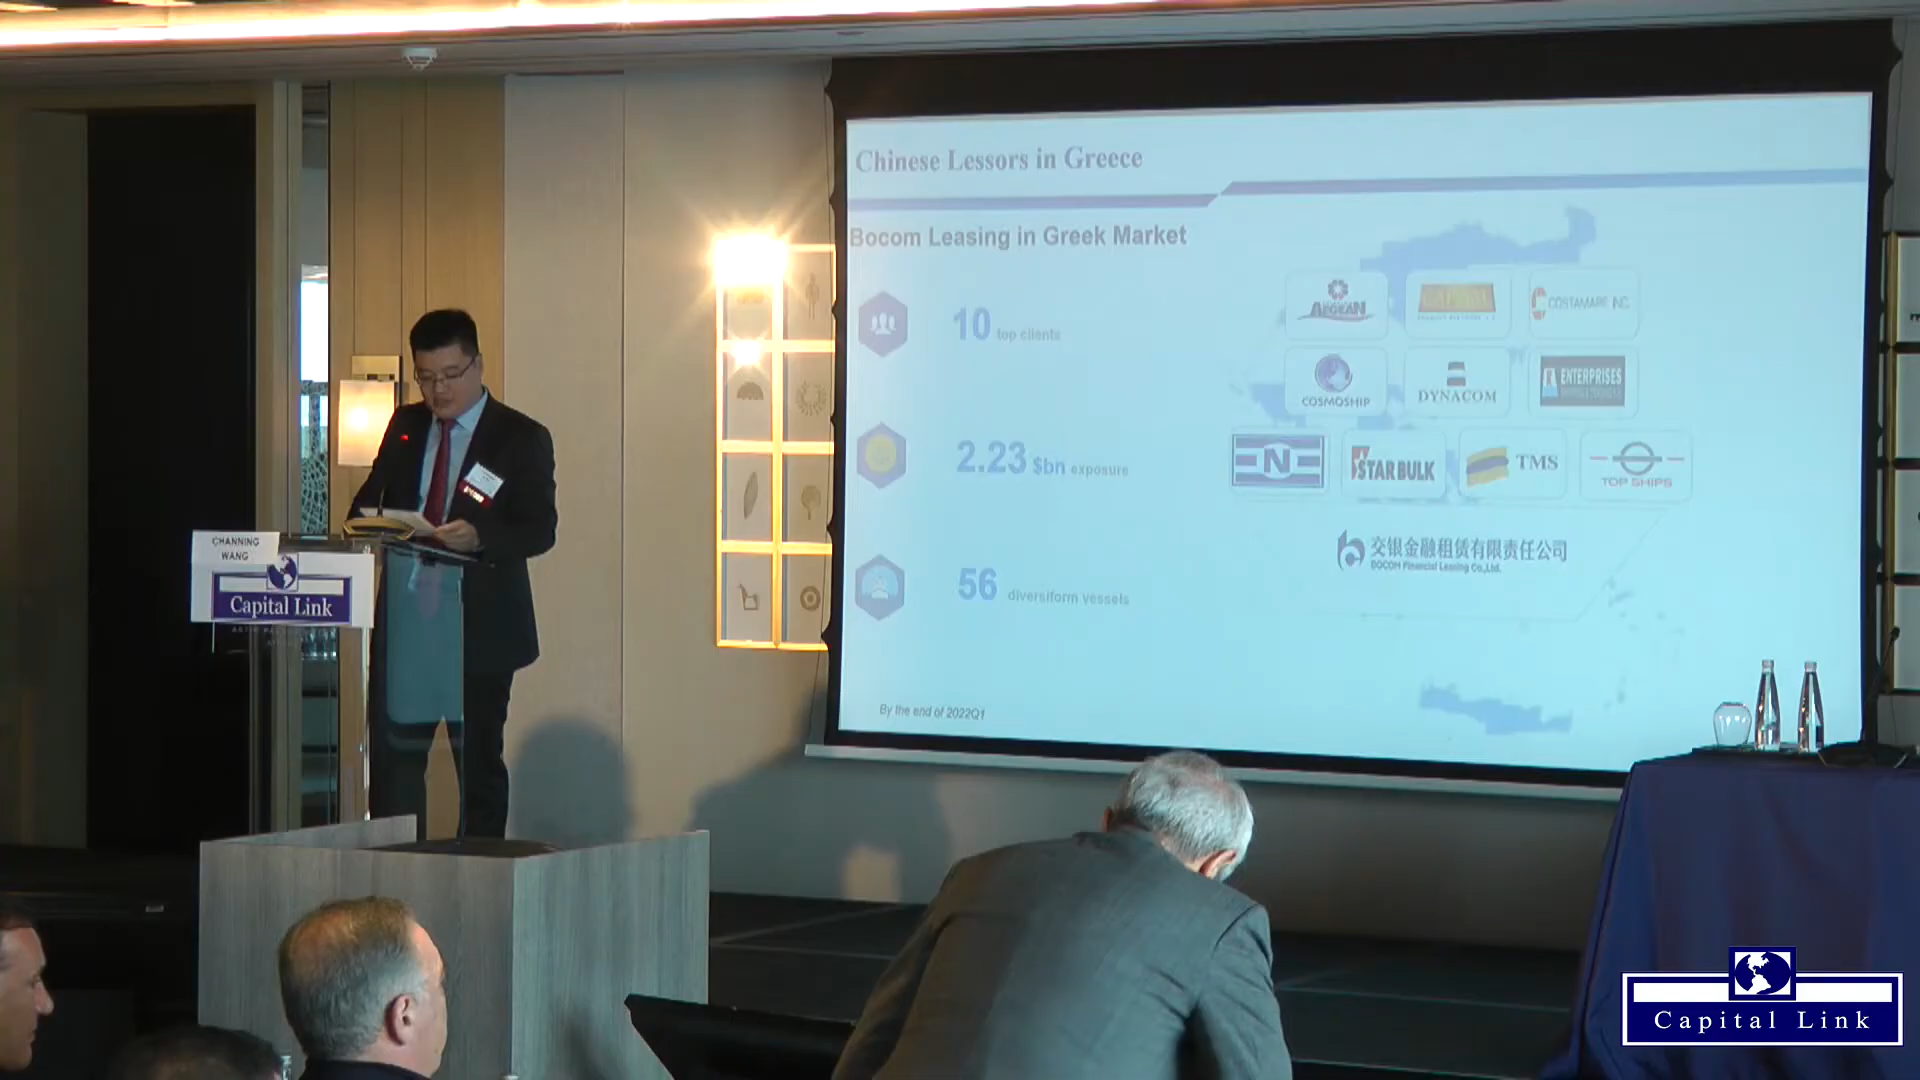 Chinese Lessors in Greece
Bocom Leasing in Greek Market
10 top clients
2.23 $bn exposure
56 diversiform vessels
By the end of 2022Q1
AEGEAN
CAPITAL
COSTAMARE INC
COSMOSHIP
DYNACOM
ENTERPRISES
N
STAR BULK
TMS
TOP SHIPS
交银金融租赁有限责任公司
BOCOM Financial Leasing Co.,Ltd.
CHANNING
WANG
Capital Link
Capital Link